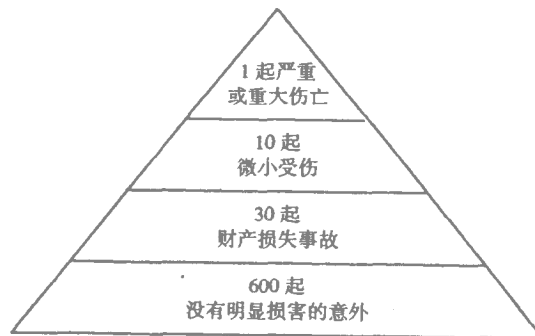 1 起严重
或重大伤亡
10 起
微小受伤
30 起
财产损失事故
600 起
没有明显损害的意外